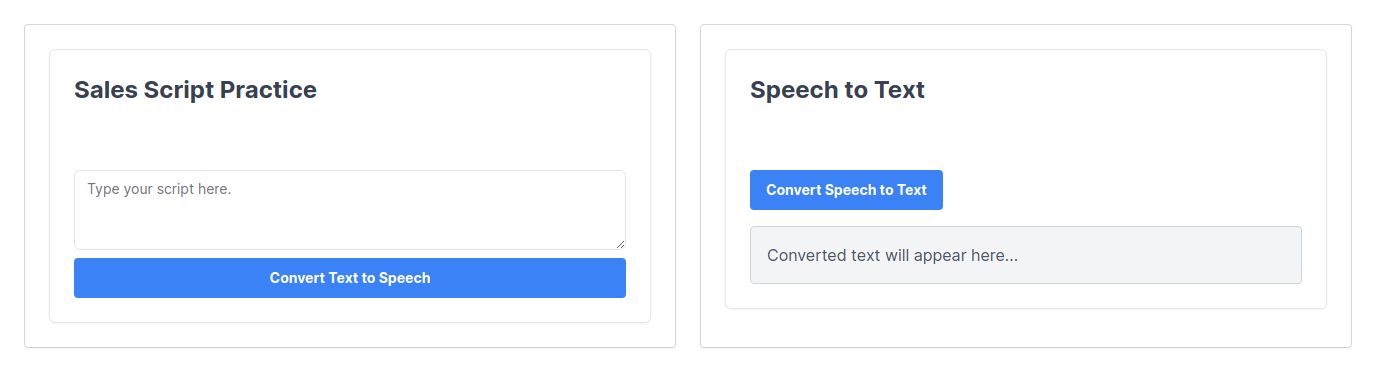 Sales Script Practice
Type your script here.
Convert Text to Speech
Speech to Text
Convert Speech to Text
Converted text will appear here...